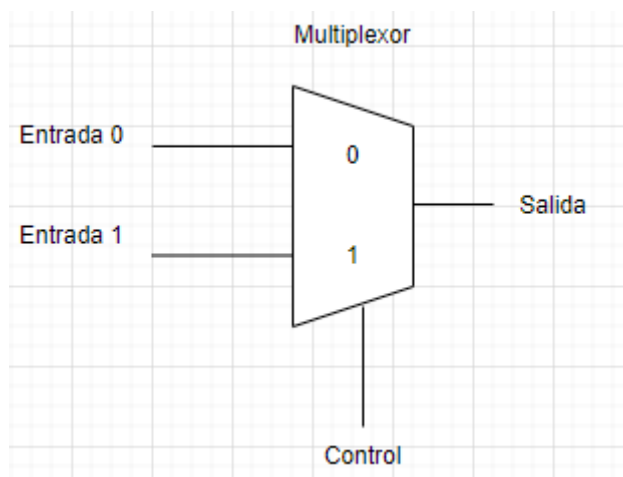 Multiplexor
Entrada 0
0
Salida
Entrada 1
1
Control